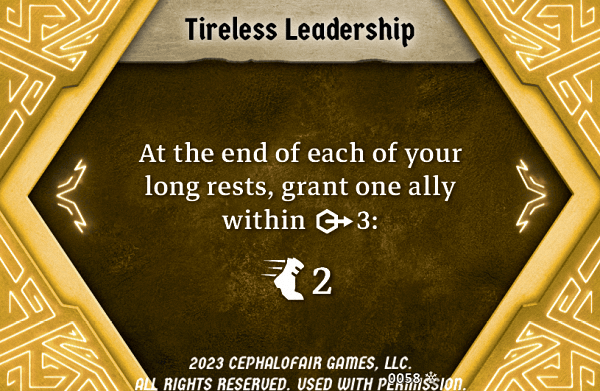 Tireless Leadership
At the end of each of your
long rests, grant one ally
within 3:
2
2023 CEPHALOFAIR GAMES, LLC.
ALL RIGHTS RESERVED. USED WITH PERMISSION.
0058